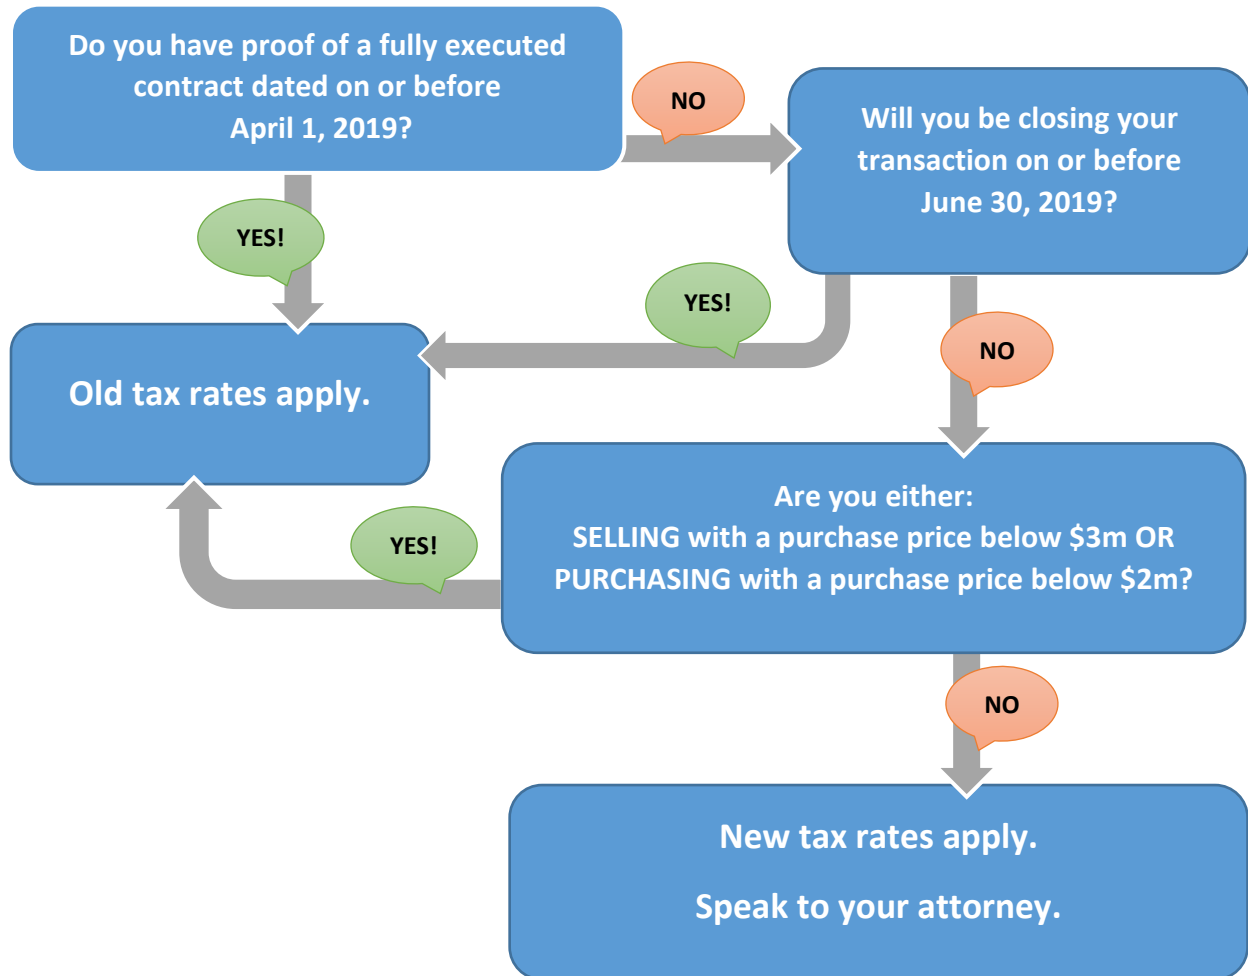 Do you have proof of a fully executed
contract dated on or before
April 1, 2019?
NO
Will you be closing your
transaction on or before
June 30, 2019?
YES!
YES!
NO
Old tax rates apply.
Are you either:
SELLING with a purchase price below $3m OR
PURCHASING with a purchase price below $2m?
YES!
NO
New tax rates apply.
Speak to your attorney.